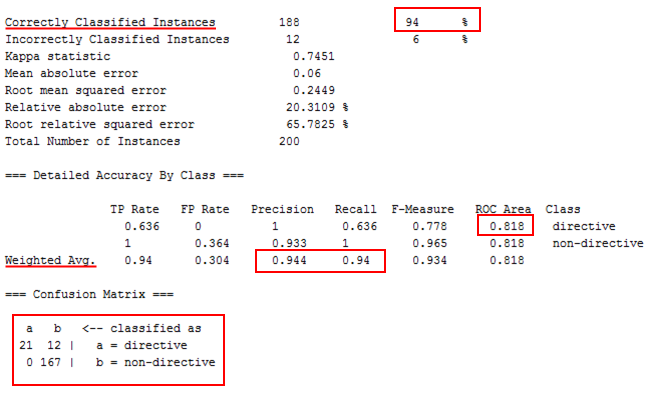 Correctly Classified Instances 188 94 %
Incorrectly Classified Instances 12 6 %
Kappa statistic 0.7451
Mean absolute error 0.06
Root mean squared error 0.2449
Relative absolute error 20.3109 %
Root relative squared error 65.7825 %
Total Number of Instances 200
=== Detailed Accuracy By Class ===
TP Rate FP Rate Precision Recall F-Measure ROC Area Class
0.636 0 1 0.636 0.778 0.818 directive
1 0.364 0.933 1 0.965 0.818 non-directive
Weighted Avg. 0.94 0.304 0.944 0.94 0.934 0.818
=== Confusion Matrix ===
a b <-- classified as
21 12 | a = directive
0 167 | b = non-directive